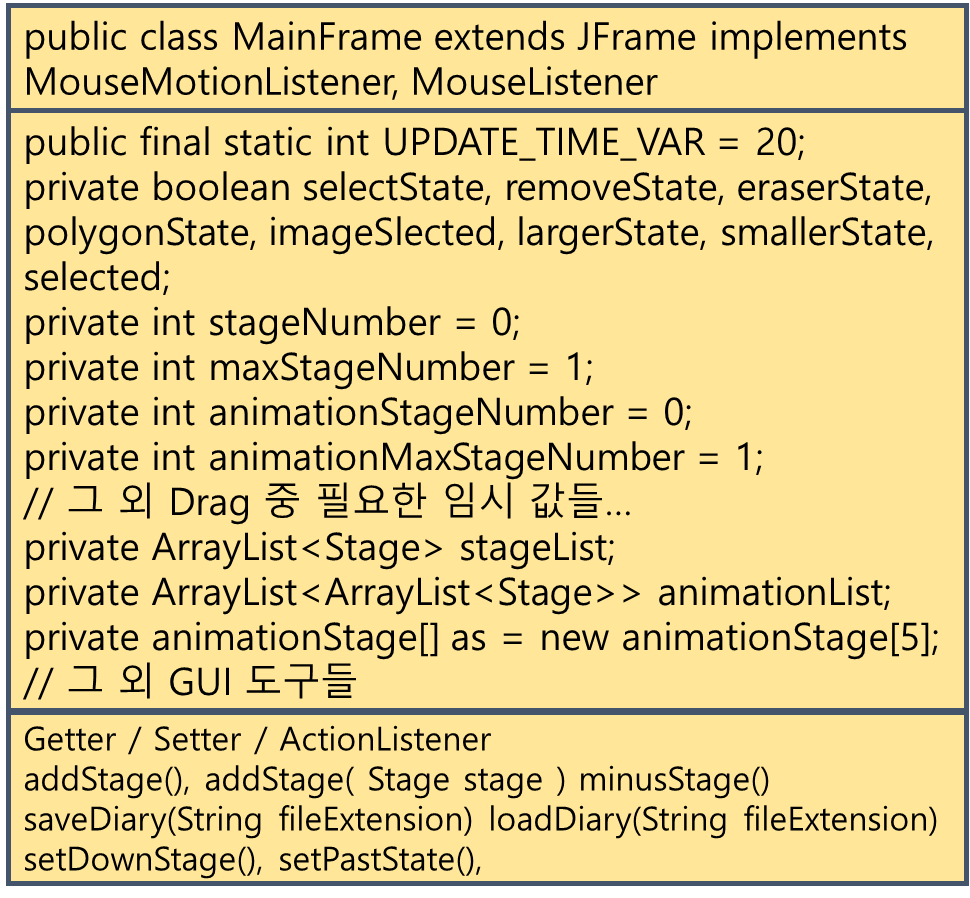 public class MainFrame extends JFrame implements
MouseMotionListener, MouseListener
public final static int UPDATE_TIME_VAR = 20;
private boolean selectState, removeState, eraserState,
polygonState, imageSlected, largerState, smallerState,
selected;
private int stageNumber = 0;
private int maxStageNumber = 1;
private int animationStageNumber = 0;
private int animationMaxStageNumber = 1;
// 그 외 Drag 중 필요한 임시 값들...
private ArrayList<Stage> stageList;
private ArrayList<ArrayList<Stage>> animationList;
private animationStage[] as = new animationStage[5];
// 그 외 GUI 도구들
Getter / Setter / ActionListener
addStage(), addStage( Stage stage ) minusStage()
saveDiary(String fileExtension) loadDiary(String fileExtension)
setDownStage(), setPastState(),